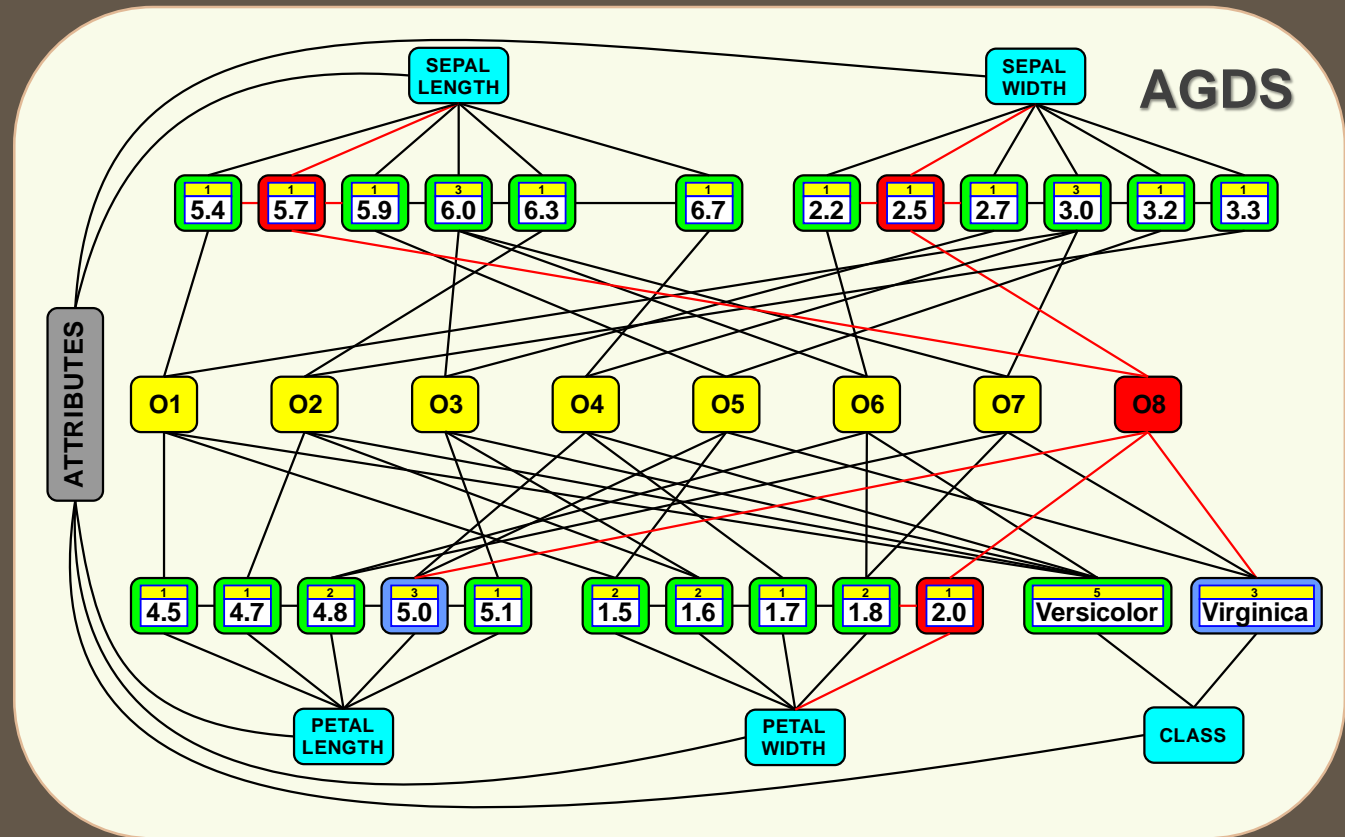 SEPAL
LENGTH
SEPAL
WIDTH
AGDS
1 1 1 3 1 1 1 1 1 3 1 1
5.4 5.7 5.9 6.0 6.3 6.7 2.2 2.5 2.7 3.0 3.2 3.3
ATTRIBUTES
O1 O2 O3 O4 O5 O6 O7 O8
1 1 2 3 1 2 2 1 2 1 5 3
4.5 4.7 4.8 5.0 5.1 1.5 1.6 1.7 1.8 2.0 Versicolor Virginica
PETAL
LENGTH
PETAL
WIDTH
CLASS